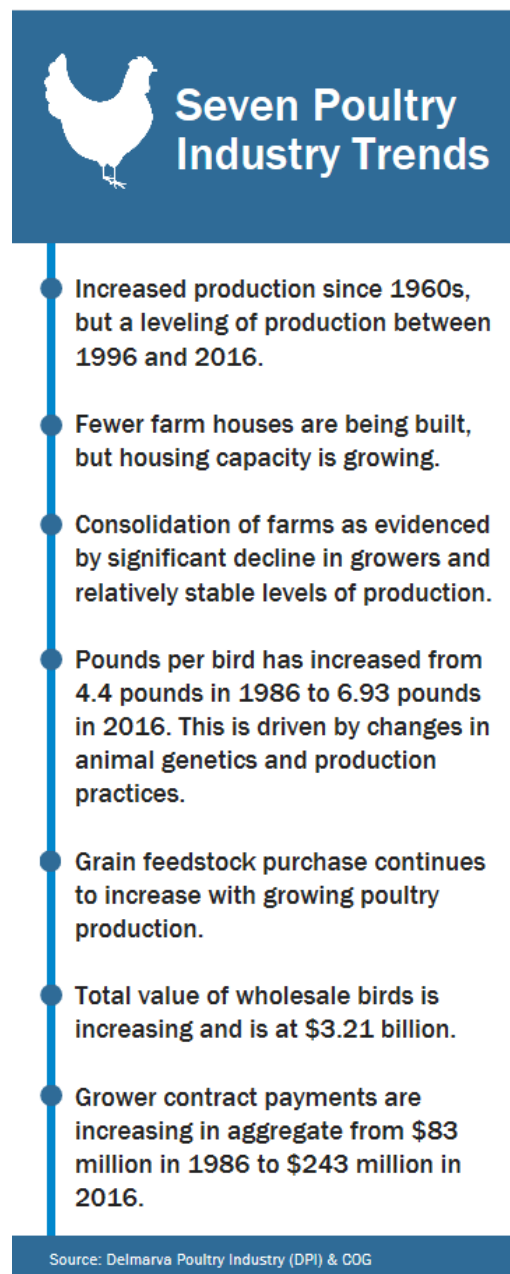 Seven Poultry
Industry Trends
Increased production since 1960s,
but a leveling of production between
1996 and 2016.
Fewer farm houses are being built,
but housing capacity is growing.
Consolidation of farms as evidenced
by significant decline in growers and
relatively stable levels of production.
Pounds per bird has increased from
4.4 pounds in 1986 to 6.93 pounds
in 2016. This is driven by changes in
animal genetics and production
practices.
Grain feedstock purchase continues
to increase with growing poultry
production.
Total value of wholesale birds is
increasing and is at $3.21 billion.
Grower contract payments are
increasing in aggregate from $83
million in 1986 to $243 million in
2016.
Source: Delmarva Poultry Industry (DPI) & COG